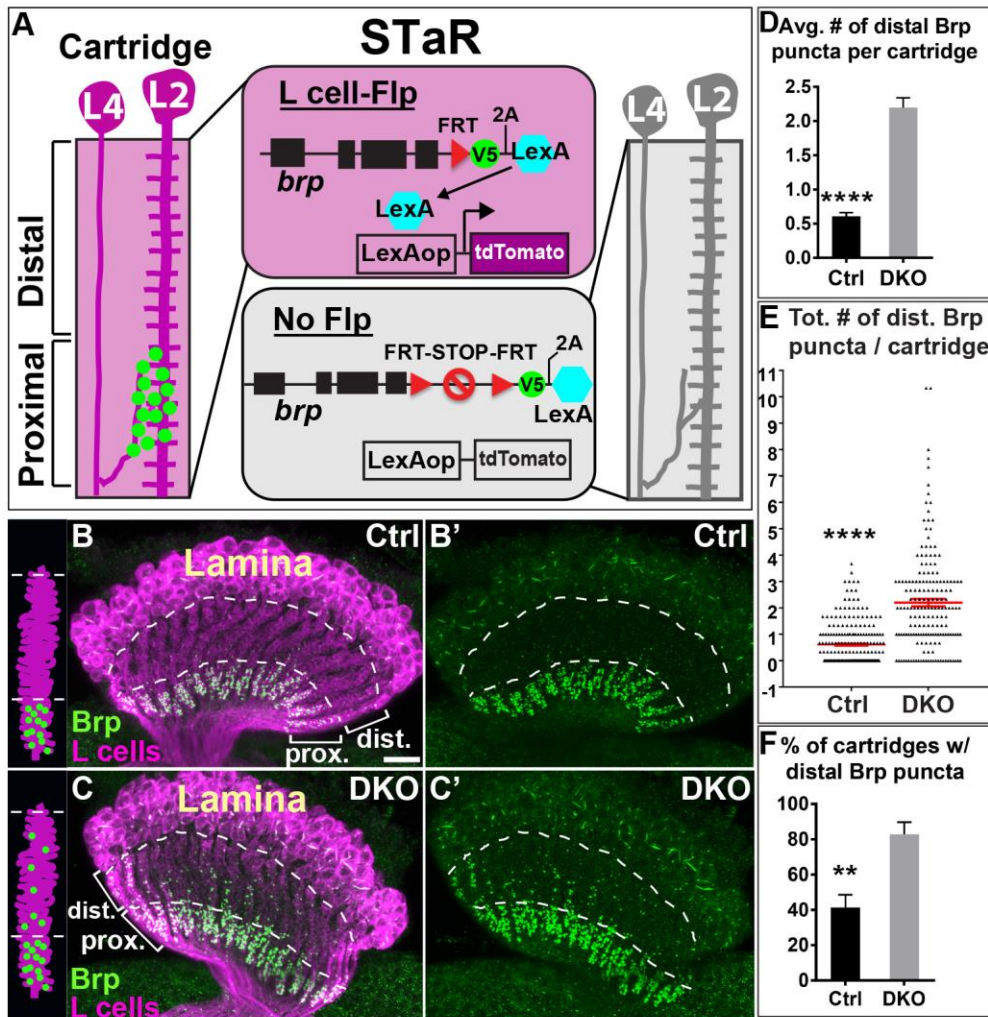 A
Cartridge
STaR
L4
L2
Distal
Proximal
L cell-Flp
FRT
2A
V5
LexA
brp
LexA
LexAop
tdTomato
No Flp
FRT-STOP-FRT
2A
V5
brp
LexA
LexAop
tdTomato
L4
L2
B
Ctrl
Lamina
Brp
L cells
prox.
dist.
B'
Ctrl
C
DKO
Lamina
dist.
prox.
Brp
L cells
C'
DKO
D
Avg. # of distal Brp
puncta per cartridge
2.5
2.0
1.5
1.0
0.5
0.0
****
Ctrl
DKO
E
Tot. # of dist. Brp
puncta / cartridge
11
10
9
8
7
6
5
4
3
2
1
0
-1
****
Ctrl
DKO
F
% of cartridges w/
distal Brp puncta
100
80
60
40
20
0
**
Ctrl
DKO